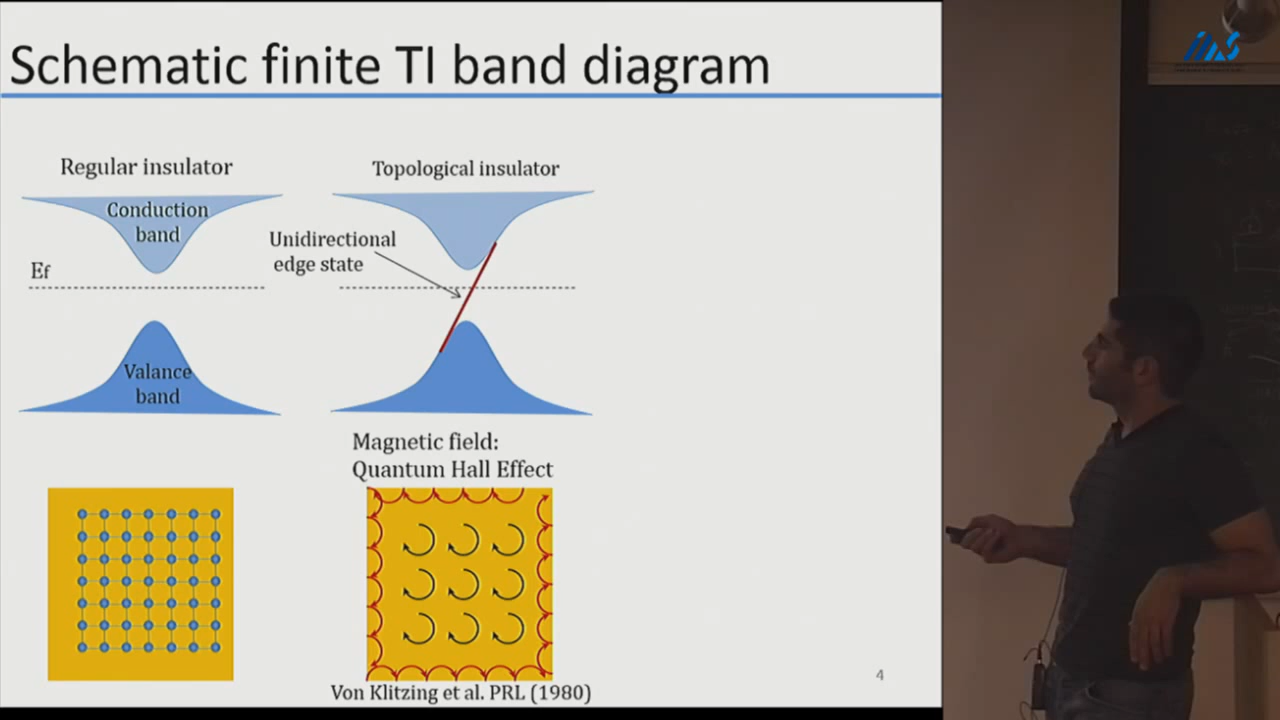 Schematic finite TI band diagram
Regular insulator
Topological insulator
Conduction
band
Unidirectional
edge state
Ef
Valance
band
Magnetic field:
Quantum Hall Effect
Von Klitzing et al. PRL (1980)
4